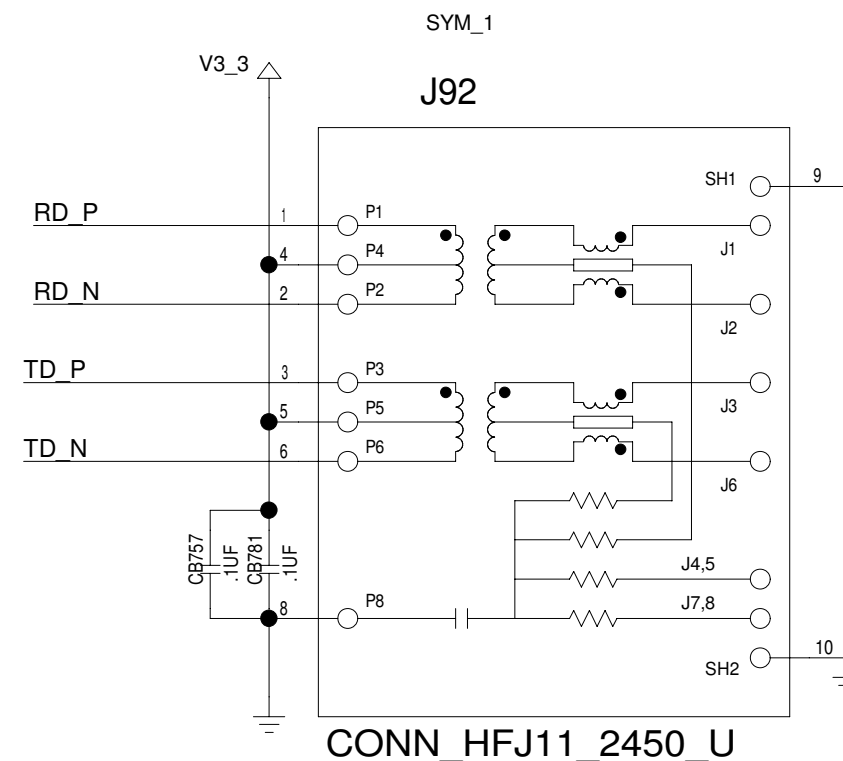 SYM_1
V3_3
J92
SH1
9
RD_P
1
P1
J1
4
P4
RD_N
2
P2
J2
TD_P
3
P3
J3
5
P5
TD_N
6
P6
J6
CB757
.1UF
CB781
.1UF
J4,5
8
P8
J7,8
SH2
10
CONN_HFJ11_2450_U